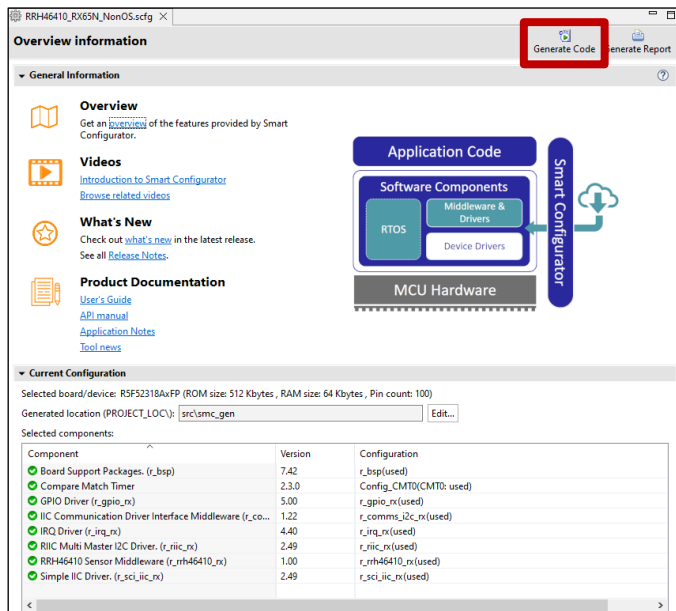 RRH46410_RX65N_NonOS.scfg
Overview information
Generate Code
Generate Report
General Information
Overview
Get an overview of the features provided by Smart
Configurator.
Videos
Introduction to Smart Configurator
Browse related videos
What's New
Check out what's new in the latest release.
See all Release Notes.
Product Documentation
User's Guide
API manual
Application Notes
Tool news
Application Code
Software Components
RTOS
Middleware &
Drivers
Device Drivers
MCU Hardware
Smart Configurator
Current Configuration
Selected board/device: R5F52318AxFP (ROM size: 512 Kbytes , RAM size: 64 Kbytes , Pin count: 100)
Generated location (PROJECT_LOC\): src\smc_gen Edit...
Selected components:
Component Version Configuration
Board Support Packages. (r_bsp) 7.42 r_bsp(used)
Compare Match Timer 2.3.0 Config_CMT0(CMT0: used)
GPIO Driver (r_gpio_rx) 5.00 r_gpio_rx(used)
IIC Communication Driver Interface Middleware (r_co... 1.22 r_comms_i2c_rx(used)
IRQ Driver (r_irq_rx) 4.40 r_irq_rx(used)
RIIC Multi Master I2C Driver. (r_riic_rx) 2.49 r_riic_rx(used)
RRH46410 Sensor Middleware (r_rrh46410_rx) 1.00 r_rrh46410_rx(used)
Simple IIC Driver. (r_sci_iic_rx) 2.49 r_sci_iic_rx(used)